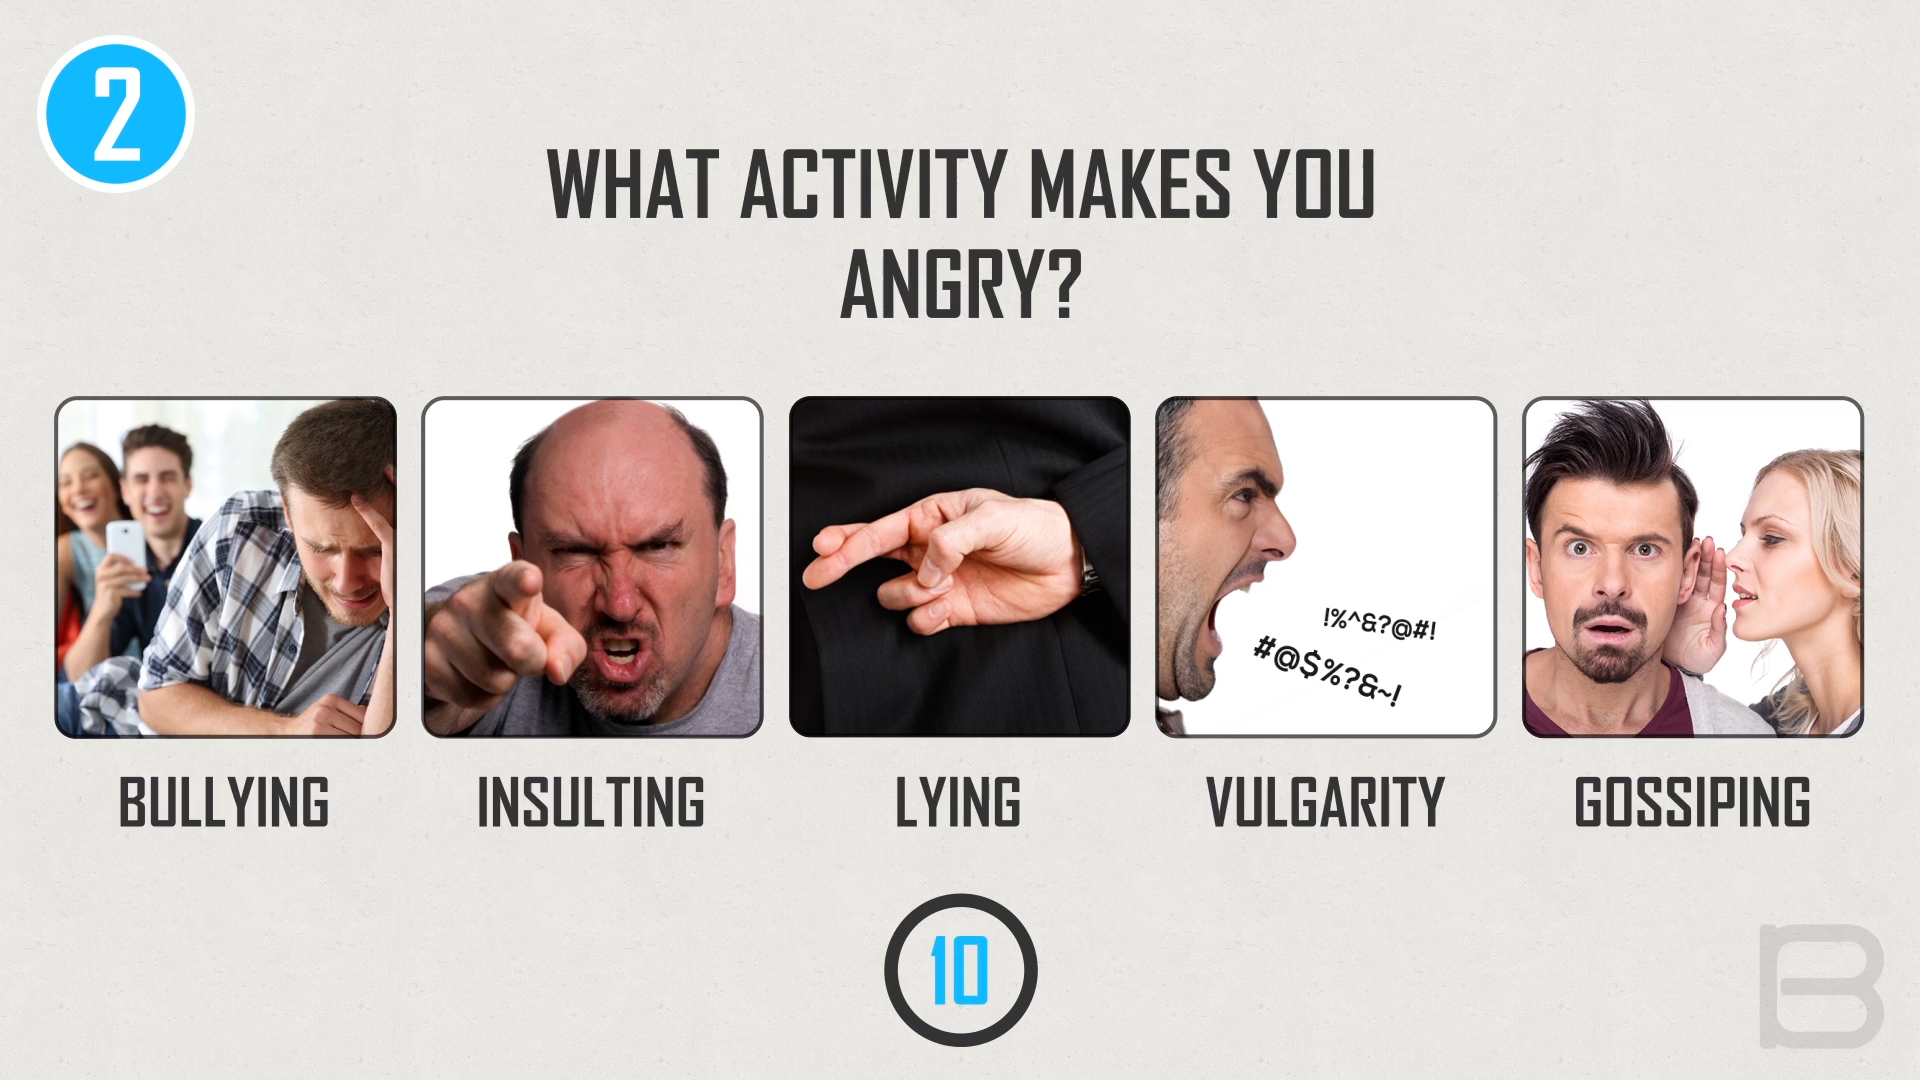 2
WHAT ACTIVITY MAKES YOU
ANGRY?
!%^&?@#!
#@$%?&~!
BULLYING
INSULTING
LYING
VULGARITY
GOSSIPING
10
B